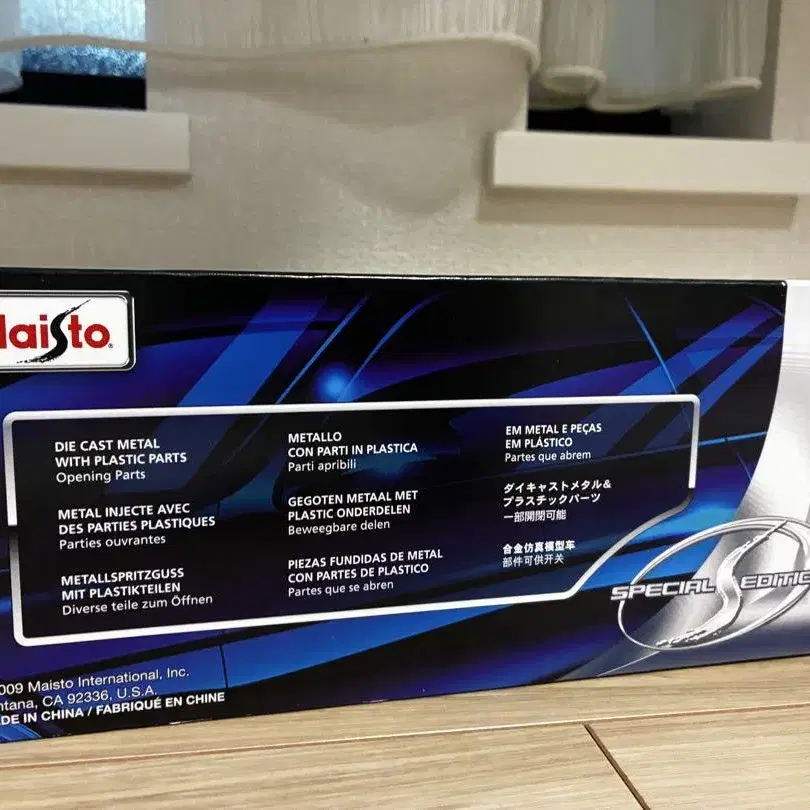 Maisto
DIE CAST METAL
WITH PLASTIC PARTS
Opening Parts
METAL INJECTE AVEC
DES PARTIES PLASTIQUES
Parties ouvrantes
METALLSPRITZGUSS
MIT PLASTIKTEILEN
Diverse teile zum Öffnen
METALLO
CON PARTI IN PLASTICA
Parti apribili
GEGOTEN METAAL MET
PLASTIC ONDERDELEN
Beweegbare delen
PIEZAS FUNDIDAS DE METAL
CON PARTES DE PLASTICO
Partes que se abren
EM METAL E PEÇAS
EM PLÁSTICO
Partes que abrem
ダイキャストメタル&
プラスチックパーツ
一部開閉可能
合金仿真模型车
部件可供开关
SPECIAL EDITION
009 Maisto International, Inc.
ntana, CA 92336, U.S.A.
DE IN CHINA / FABRIQUÉ EN CHINE